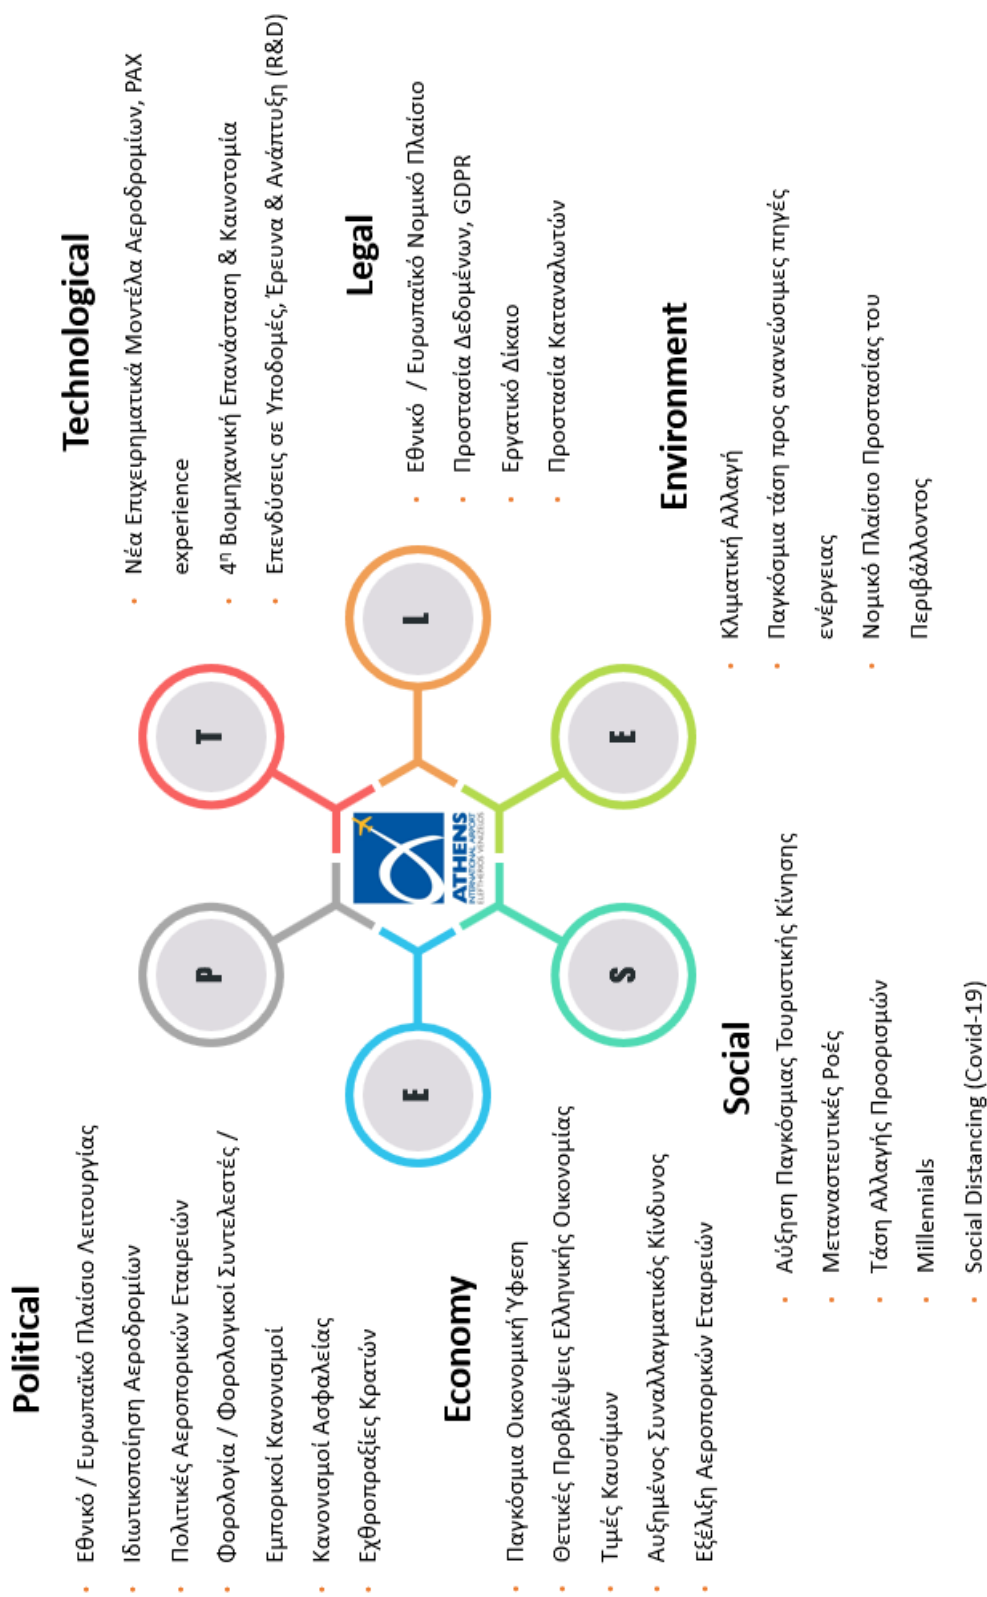 Political
Εθνικό / Ευρωπαϊκό Πλαίσιο Λειτουργίας
Ιδιωτικοποίηση Αεροδρομίων
Πολιτικές Αεροπορικών Εταιρειών
Φορολογία / Φορολογικοί Συντελεστές /
Εμπορικοί Κανονισμοί
Κανονισμοί Ασφαλείας
Εχθροπραξίες Κρατών
Economy
Παγκόσμια Οικονομική Ύφεση
Θετικές Προβλέψεις Ελληνικής Οικονομίας
Τιμές Καυσίμων
Αυξημένος Συναλλαγματικός Κίνδυνος
Εξέλιξη Αεροπορικών Εταιρειών
Social
Αύξηση Παγκόσμιας Τουριστικής Κίνησης
Μεταναστευτικές Ροές
Τάση Αλλαγής Προορισμών
Millennials
Social Distancing (Covid-19)
P
T
E
L
S
E
ATHENS
INTERNATIONAL AIRPORT
ELEFTHERIOS VENIZELOS
Technological
Νέα Επιχειρηματικά Μοντέλα Αεροδρομίων, PAX
experience
4η Βιομηχανική Επανάσταση & Καινοτομία
Επενδύσεις σε Υποδομές, Έρευνα & Ανάπτυξη (R&D)
Legal
Εθνικό / Ευρωπαϊκό Νομικό Πλαίσιο
Προστασία Δεδομένων, GDPR
Εργατικό Δίκαιο
Προστασία Καταναλωτών
Environment
Κλιματική Αλλαγή
Παγκόσμια τάση προς ανανεώσιμες πηγές
ενέργειας
Νομικό Πλαίσιο Προστασίας του
Περιβάλλοντος